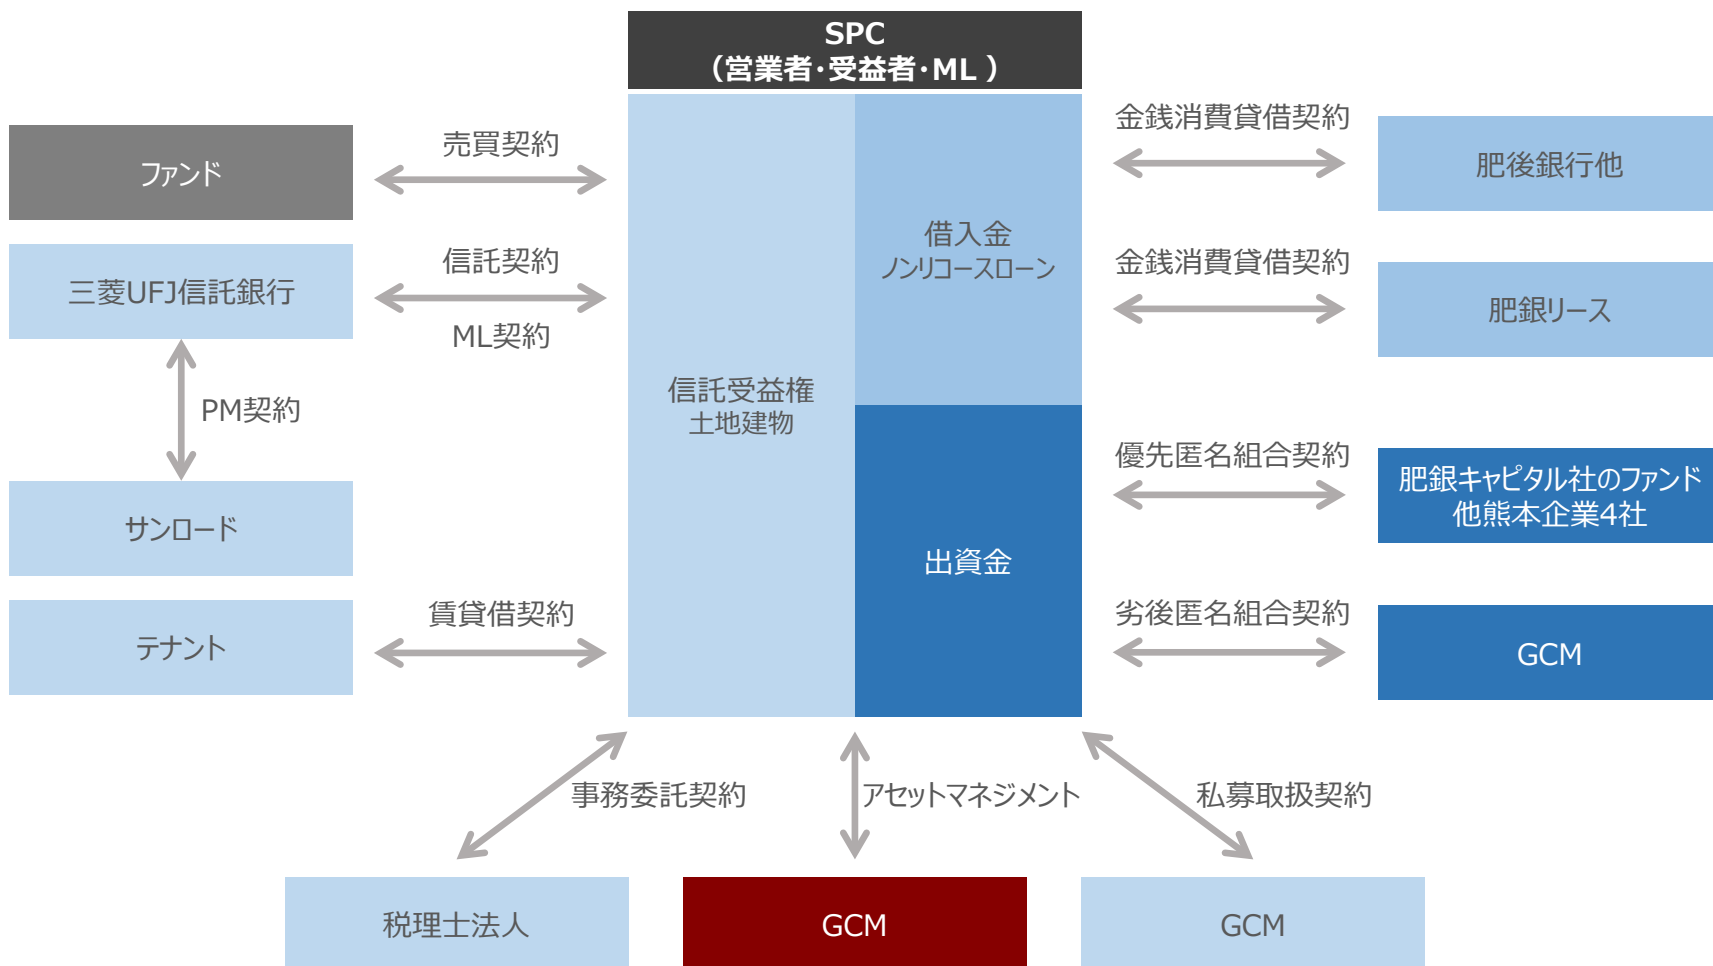 SPC
（営業者･受益者･ML ）
ファンド
売買契約
三菱UFJ信託銀行
信託契約
ML契約
PM契約
サンロード
テナント
賃貸借契約
信託受益権
土地建物
借入金
ノンリコースローン
出資金
金銭消費貸借契約
肥後銀行他
金銭消費貸借契約
肥銀リース
優先匿名組合契約
肥銀キャピタル社のファンド
他熊本企業4社
劣後匿名組合契約
GCM
事務委託契約
アセットマネジメント
私募取扱契約
税理士法人
GCM
GCM